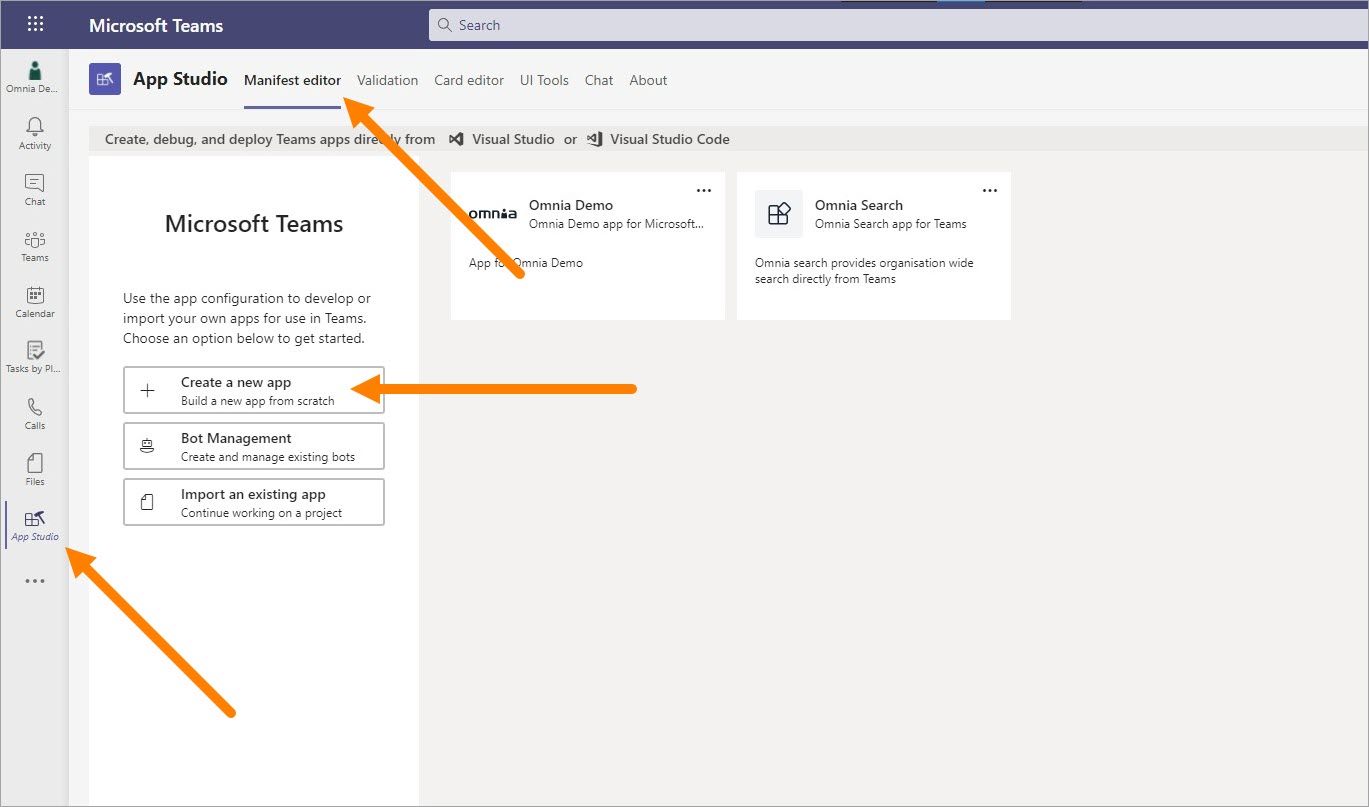 Microsoft Teams
Search
Omnia De...
Activity
Chat
Teams
Calendar
Tasks by Pl...
Calls
Files
App Studio
App Studio Manifest editor Validation Card editor UI Tools Chat About
Create, debug, and deploy Teams apps directly from Visual Studio or Visual Studio Code
Microsoft Teams
Use the app configuration to develop or
import your own apps for use in Teams.
Choose an option below to get started.
Create a new app
Build a new app from scratch
Bot Management
Create and manage existing bots
Import an existing app
Continue working on a project
omnia
Omnia Demo
Omnia Demo app for Microsoft...
App for Omnia Demo
Omnia Search
Omnia Search app for Teams
Omnia search provides organisation wide
search directly from Teams